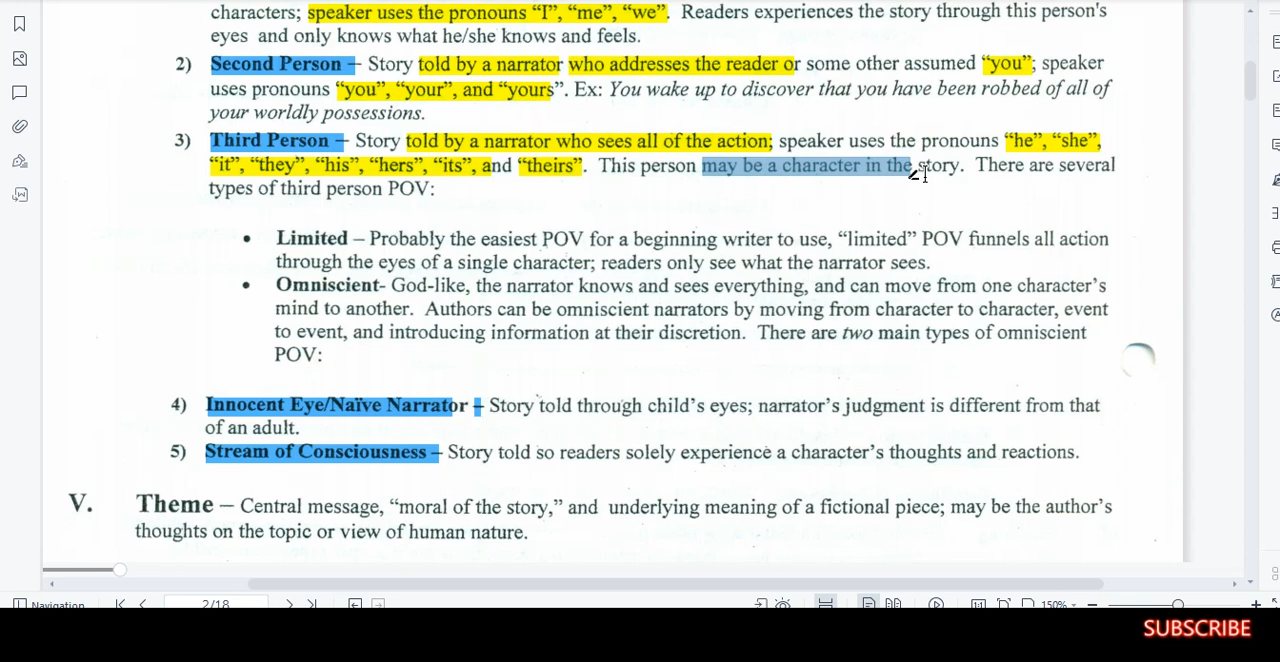 characters; speaker uses the pronouns “I”, “me”, “we”. Readers experiences the story through this person's
eyes and only knows what he/she knows and feels.
2) Second Person – Story told by a narrator who addresses the reader or some other assumed “you”; speaker
uses pronouns “you”, “your”, and “yours”. Ex: You wake up to discover that you have been robbed of all of
your worldly possessions.
3) Third Person – Story told by a narrator who sees all of the action; speaker uses the pronouns “he”, “she”,
“it”, “they”, “his”, “hers”, “its”, and “theirs”. This person may be a character in the story. There are several
types of third person POV:
• Limited – Probably the easiest POV for a beginning writer to use, “limited” POV funnels all action
through the eyes of a single character; readers only see what the narrator sees.
• Omniscient- God-like, the narrator knows and sees everything, and can move from one character’s
mind to another. Authors can be omniscient narrators by moving from character to character, event
to event, and introducing information at their discretion. There are two main types of omniscient
POV:
4) Innocent Eye/Naïve Narrator – Story told through child’s eyes; narrator’s judgment is different from that
of an adult.
5) Stream of Consciousness – Story told so readers solely experience a character’s thoughts and reactions.
V. Theme – Central message, “moral of the story,” and underlying meaning of a fictional piece; may be the author’s
thoughts on the topic or view of human nature.
Navigation 2/18 150%
SUBSCRIBE